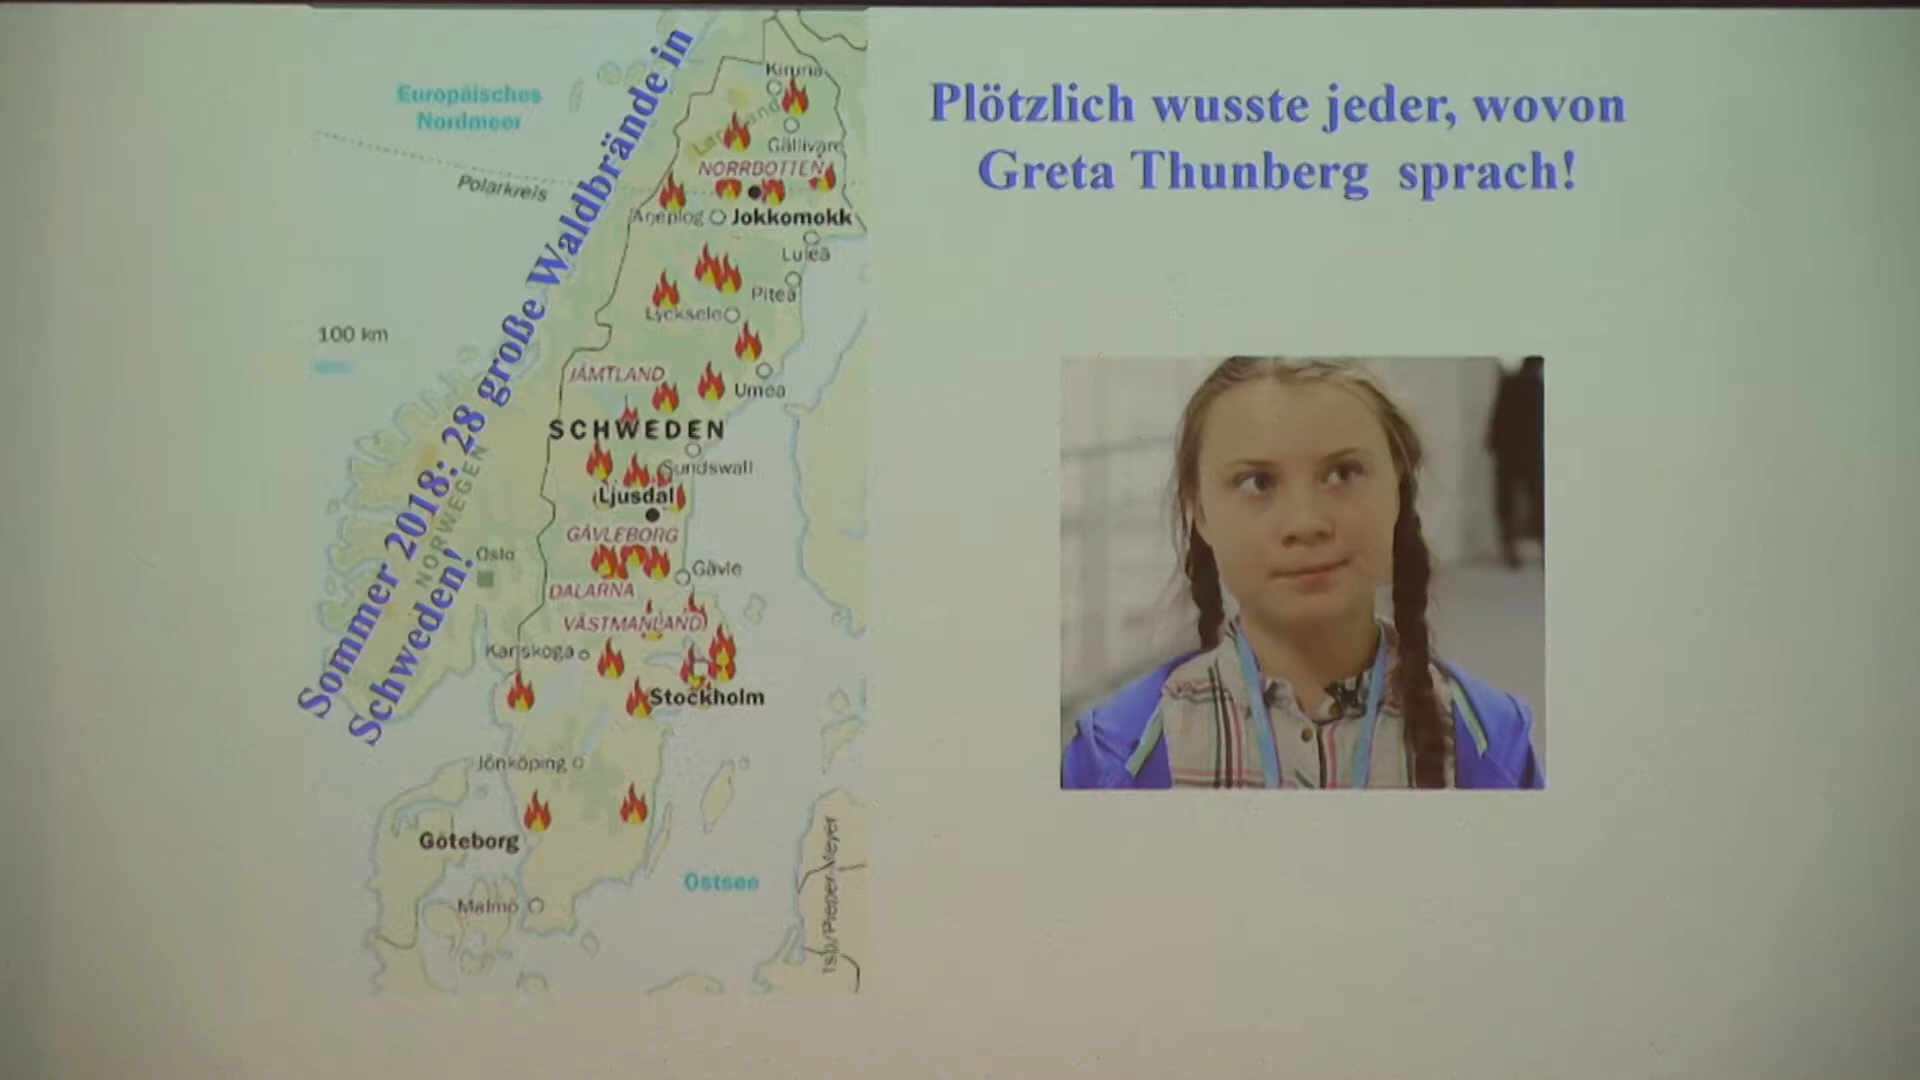 Sommer 2018: 28 große Waldbrände in
Schweden!
Plötzlich wusste jeder, wovon
Greta Thunberg sprach!
Europäisches
Nordmeer
Polarkreis
100 km
Kiruna
Lappland
Gällivare
NORRBOTTEN
Arjeplog
Jokkomokk
Luleå
Piteå
Lycksele
JÄMTLAND
Umeå
SCHWEDEN
Sundswall
Ljusdal
NORWEGEN
GÄVLEBORG
Oslo
Gävle
DALARNA
VÄSTMANLAND
Karlskoga
Stockholm
Jönköping
Göteborg
Ostsee
Malmö
TSB/Pieper-Meyer